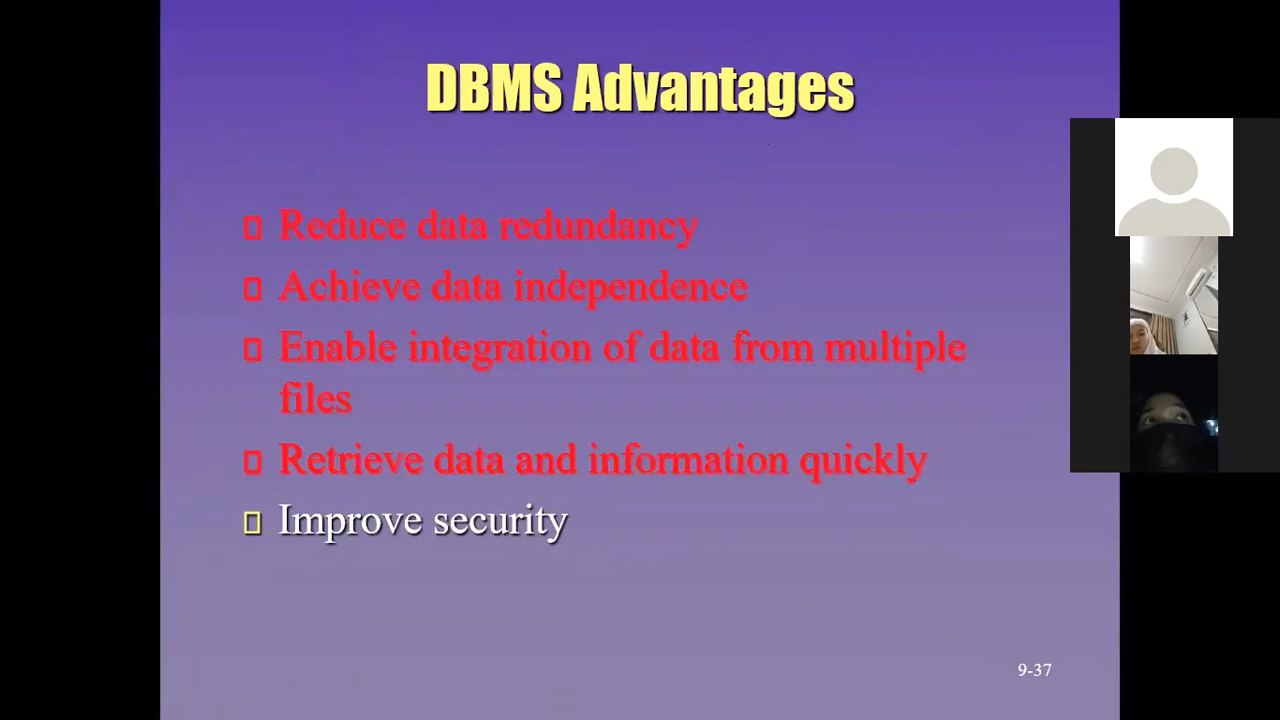 DBMS Advantages
Reduce data redundancy
Achieve data independence
Enable integration of data from multiple
files
Retrieve data and information quickly
Improve security
9-37